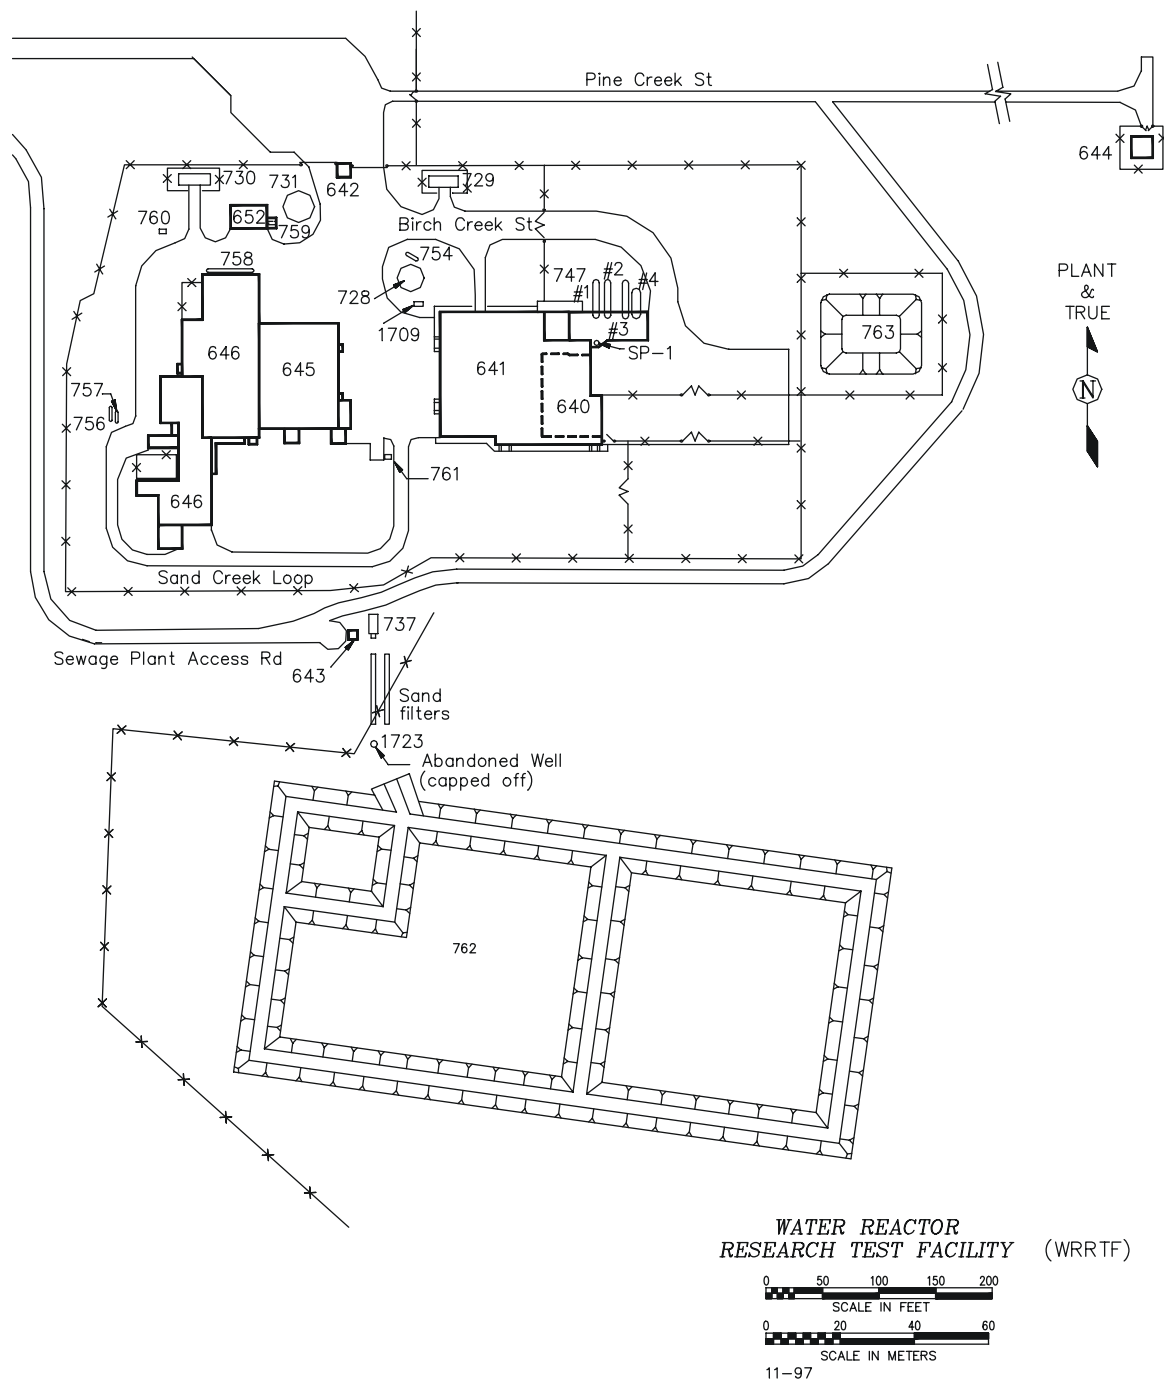 Pine Creek St
644
730
731
642
729
760
652
759
Birch Creek St
758
754
747
#2
#4
#1
728
1709
#3
SP-1
PLANT
&
TRUE
N
763
646
645
641
640
757
756
761
646
Sand Creek Loop
737
Sewage Plant Access Rd
643
Sand
filters
1723
Abandoned Well
(capped off)
762
WATER REACTOR
RESEARCH TEST FACILITY (WRRTF)
0 50 100 150 200
SCALE IN FEET
0 20 40 60
SCALE IN METERS
11-97